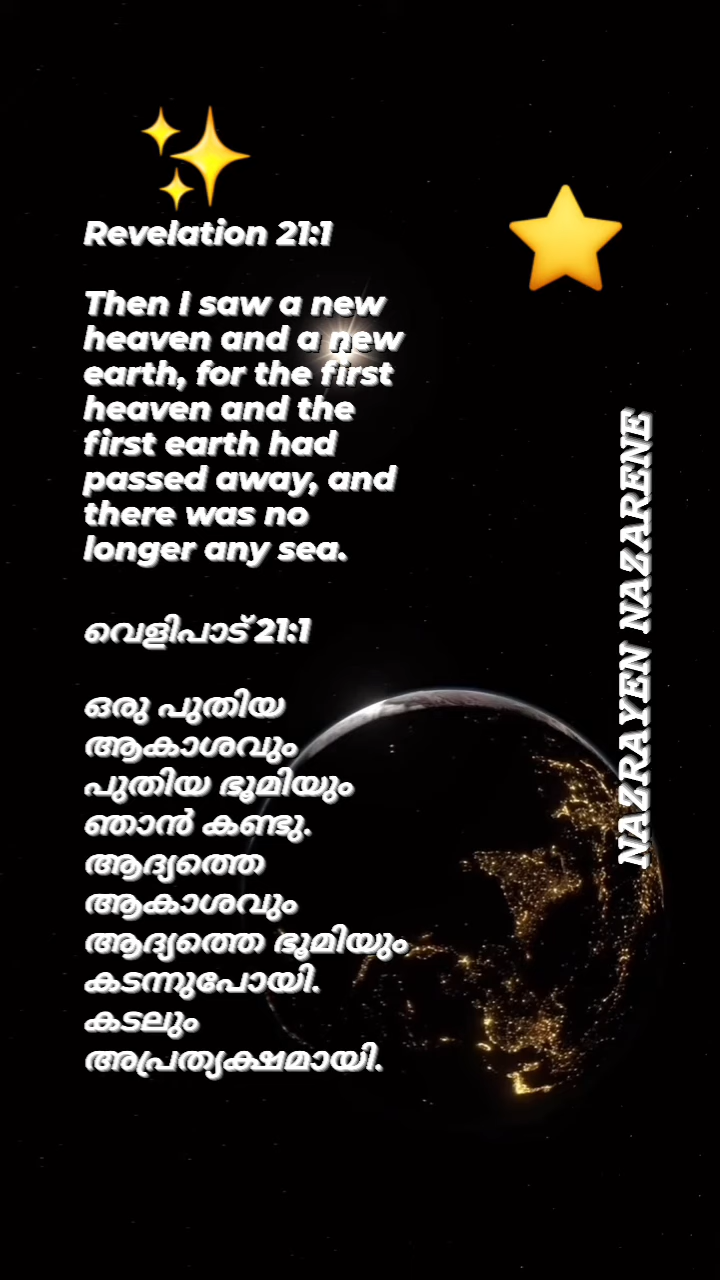 Revelation 21:1
Then I saw a new
heaven and a new
earth, for the first
heaven and the
first earth had
passed away, and
there was no
longer any sea.
വെളിപാട് 21:1
ഒരു പുതിയ
ആകാശവും
പുതിയ ഭൂമിയും
ഞാൻ കണ്ടു.
ആദ്യത്തെ
ആകാശവും
ആദ്യത്തെ ഭൂമിയും
കടന്നുപോയി.
കടലും
അപ്രത്യക്ഷമായി.
NAZRAYEN NAZARENE